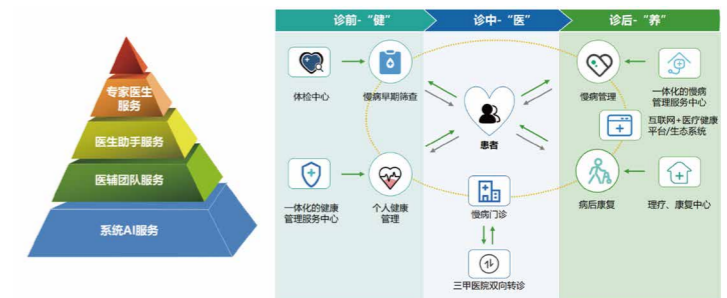 专家医生
服务
医生助手服务
医辅团队服务
系统AI服务
诊前-“健”
诊中-“医”
诊后-“养”
体检中心
慢病早期筛查
一体化的健康
管理服务中心
个人健康
管理
患者
慢病门诊
三甲医院双向转诊
慢病管理
一体化的慢病
管理服务中心
互联网+医疗健康
平台/生态系统
病后康复
理疗、康复中心